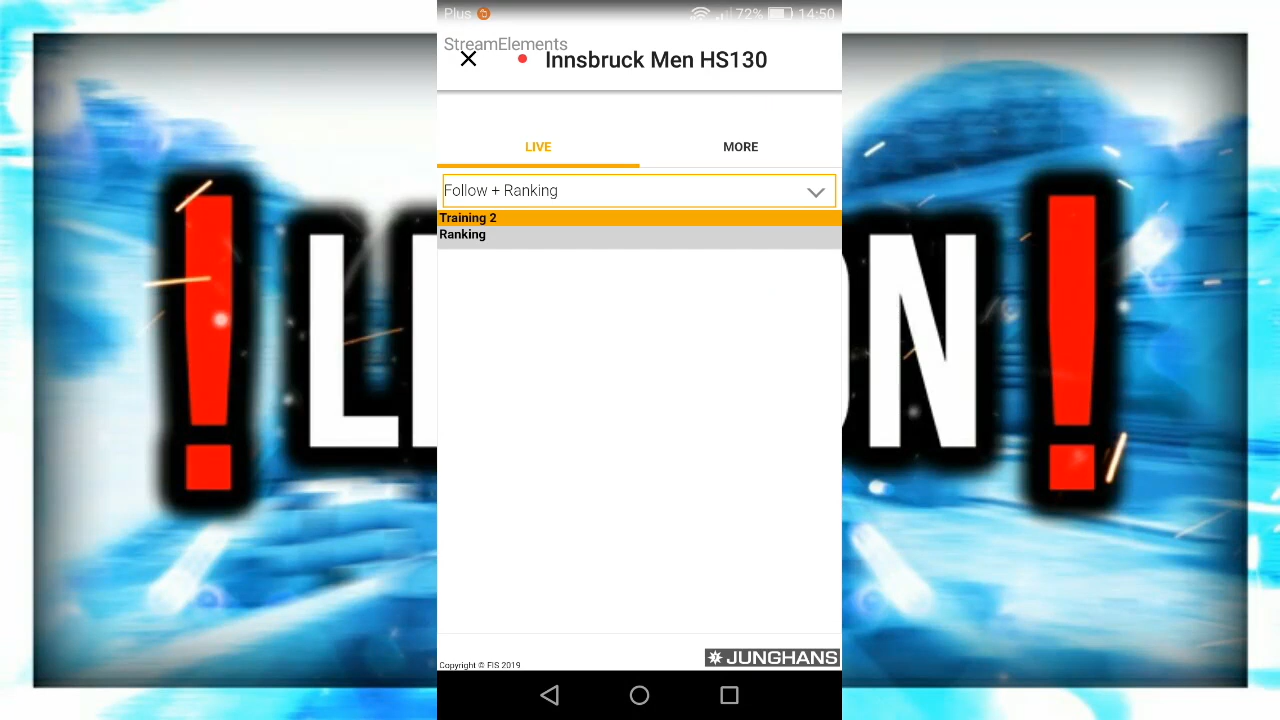 Plus 72% 14:50
StreamElements
Innsbruck Men HS130
LIVE MORE
Follow + Ranking
Training 2
Ranking
! L N !
JUNGHANS
Copyright © FIS 2019